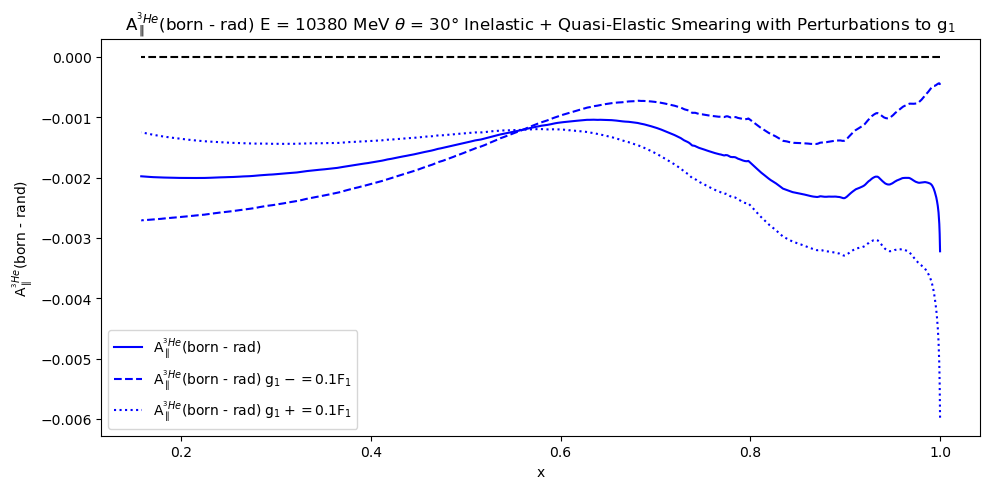 A∥³ᴴᵉ(born - rad) E = 10380 MeV θ = 30° Inelastic + Quasi-Elastic Smearing with Perturbations to g₁
A∥³ᴴᵉ(born - rand)
0.000
−0.001
−0.002
−0.003
−0.004
−0.005
−0.006
A∥³ᴴᵉ(born - rad)
A∥³ᴴᵉ(born - rad) g₁ − = 0.1F₁
A∥³ᴴᵉ(born - rad) g₁ + = 0.1F₁
0.2 0.4 0.6 0.8 1.0
x